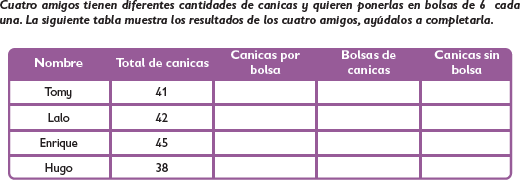 Cuatro amigos tienen diferentes cantidades de canicas y quieren ponerlas en bolsas de 6 cada
una. La siguiente tabla muestra los resultados de los cuatro amigos, ayúdalos a completarla.
Nombre Total de canicas Canicas por bolsa Bolsas de canicas Canicas sin bolsa
Tomy 41
Lalo 42
Enrique 45
Hugo 38